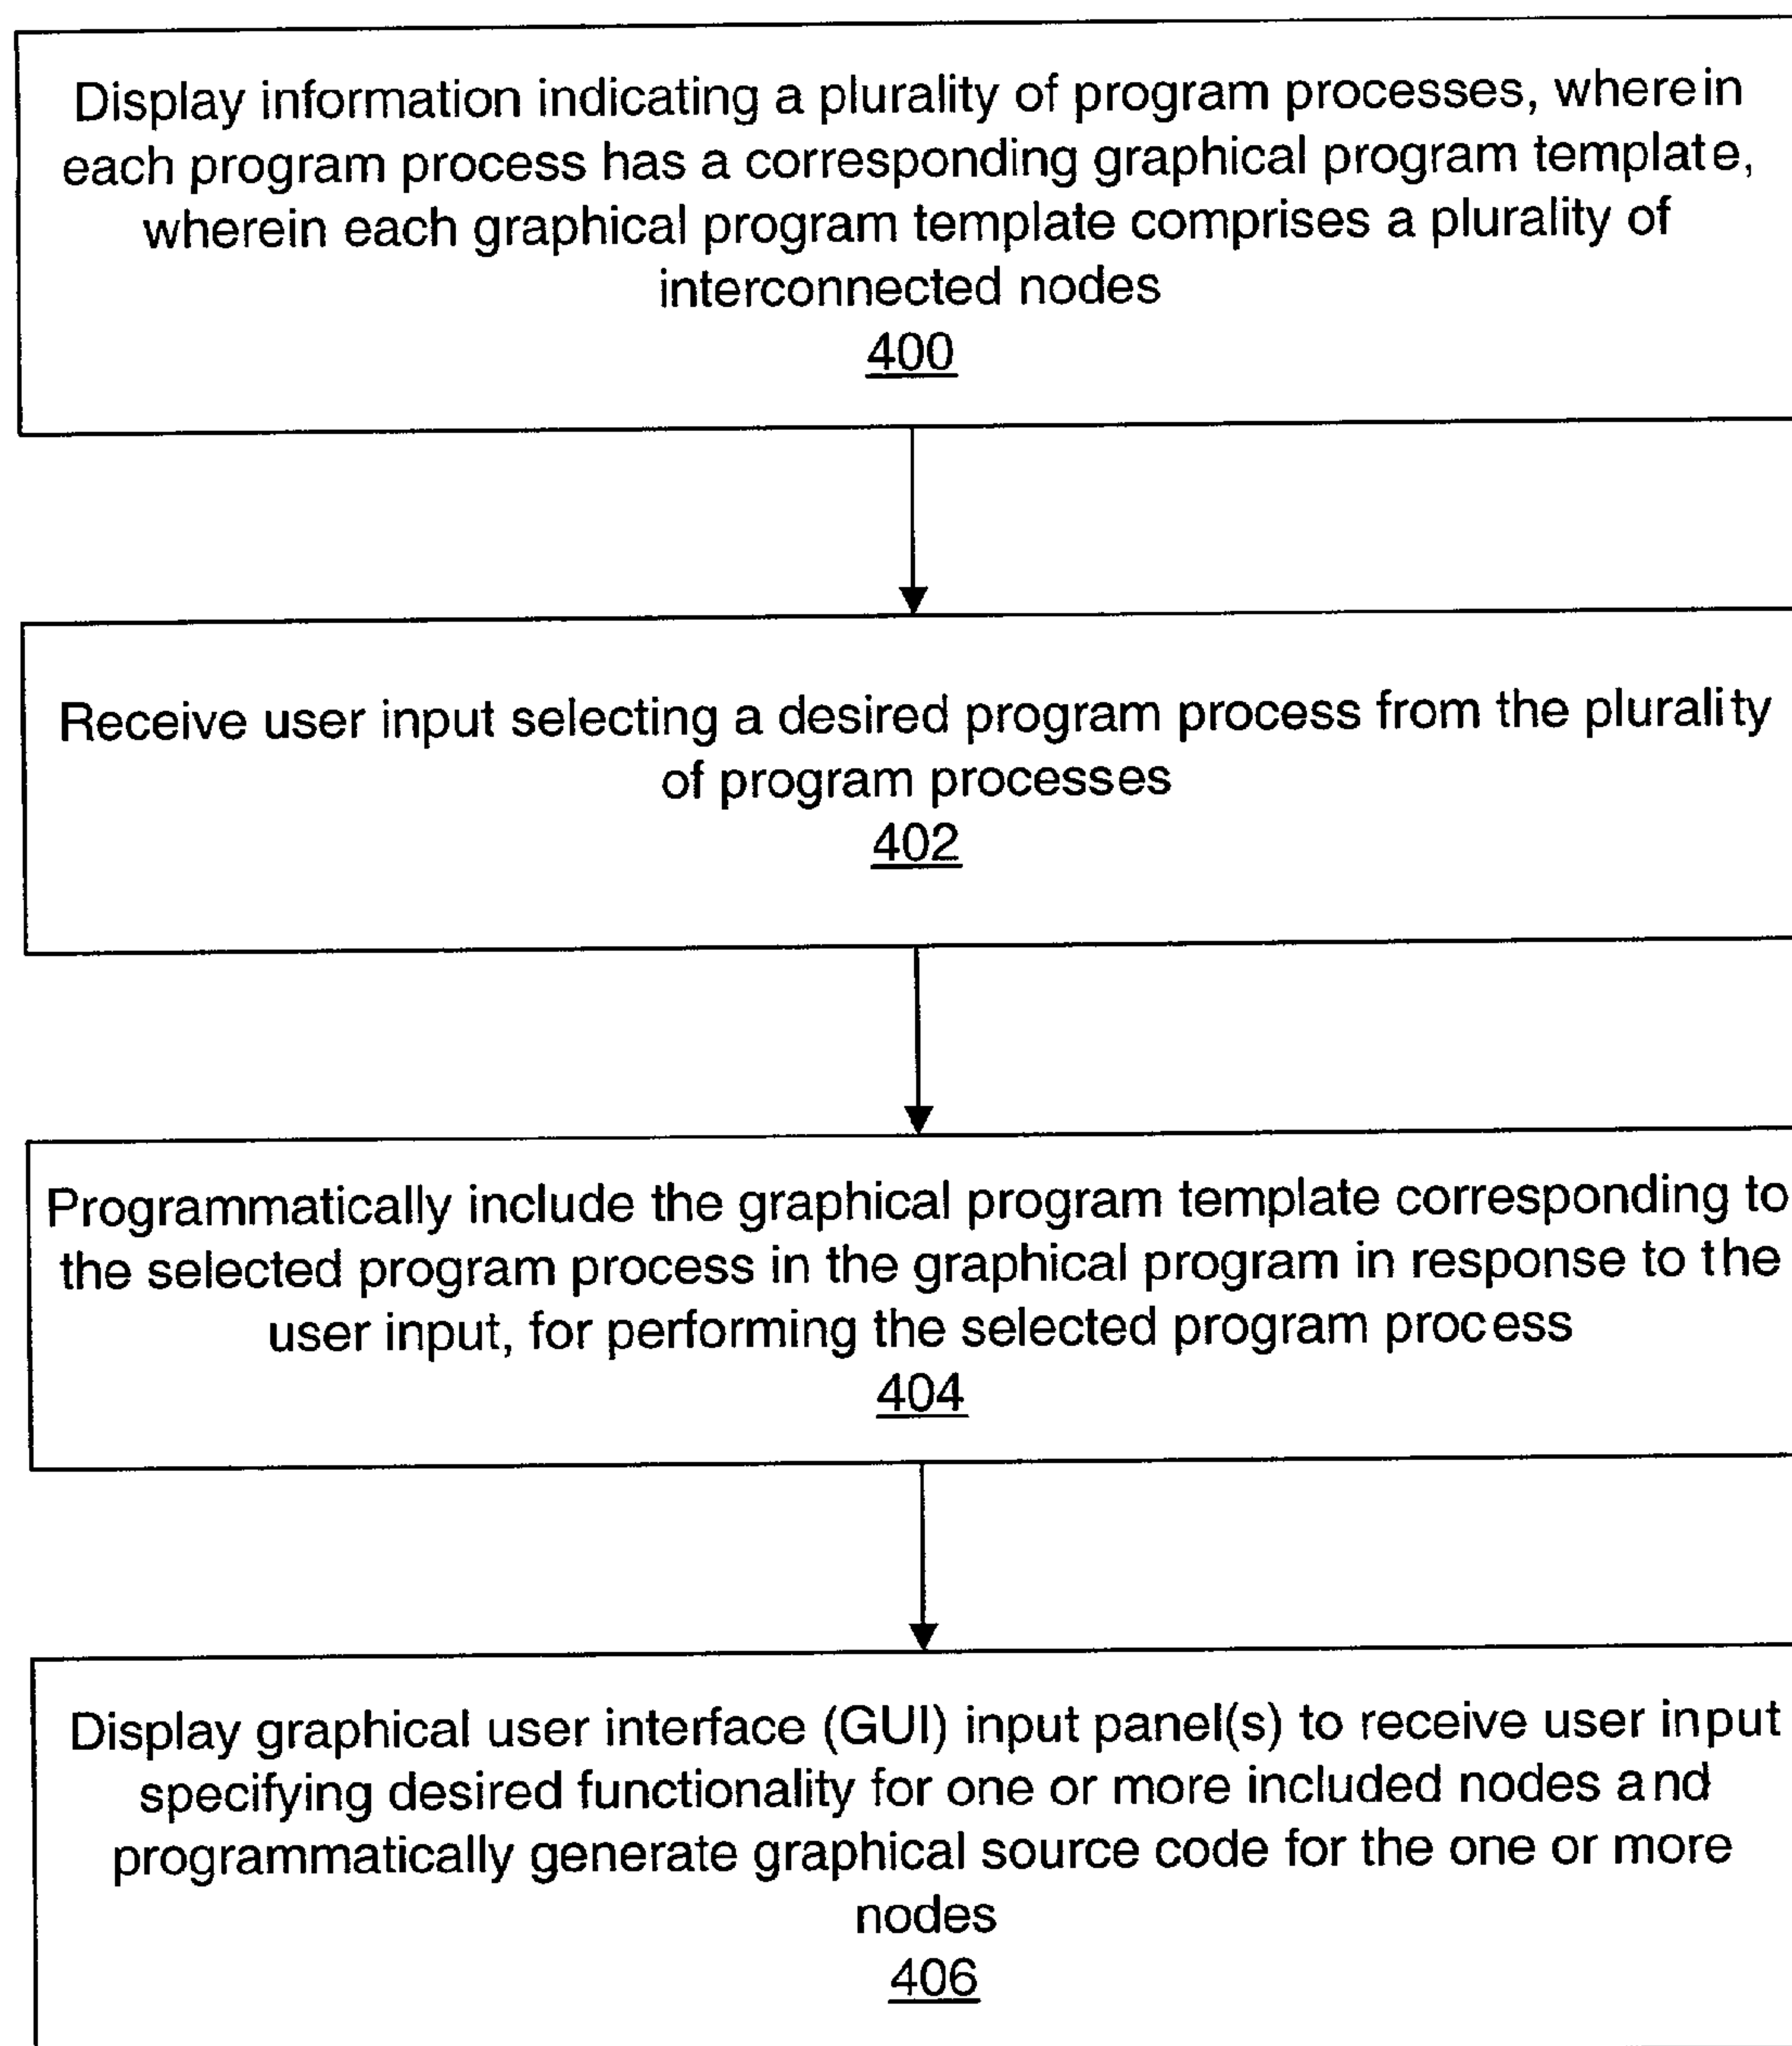 Display information indicating a plurality of program processes, wherein
each program process has a corresponding graphical program template,
wherein each graphical program template comprises a plurality of
interconnected nodes
400
Receive user input selecting a desired program process from the plurality
of program processes
402
Programmatically include the graphical program template corresponding to
the selected program process in the graphical program in response to the
user input, for performing the selected program process
404
Display graphical user interface (GUI) input panel(s) to receive user input
specifying desired functionality for one or more included nodes and
programmatically generate graphical source code for the one or more
nodes
406